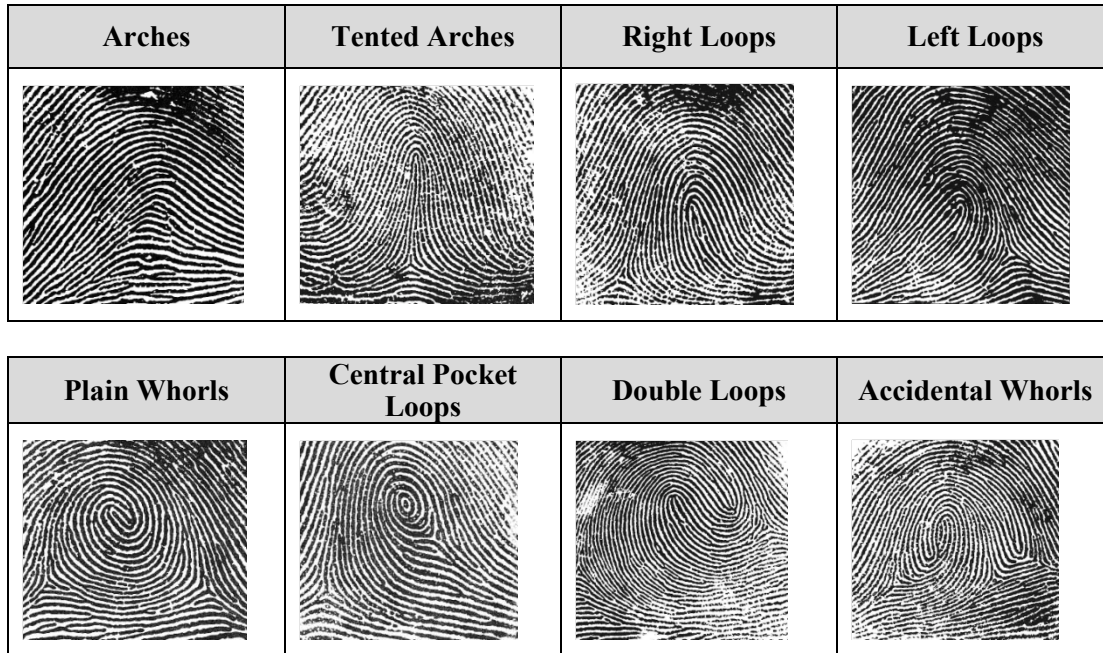 Arches
Tented Arches
Right Loops
Left Loops
Plain Whorls
Central Pocket
Loops
Double Loops
Accidental Whorls